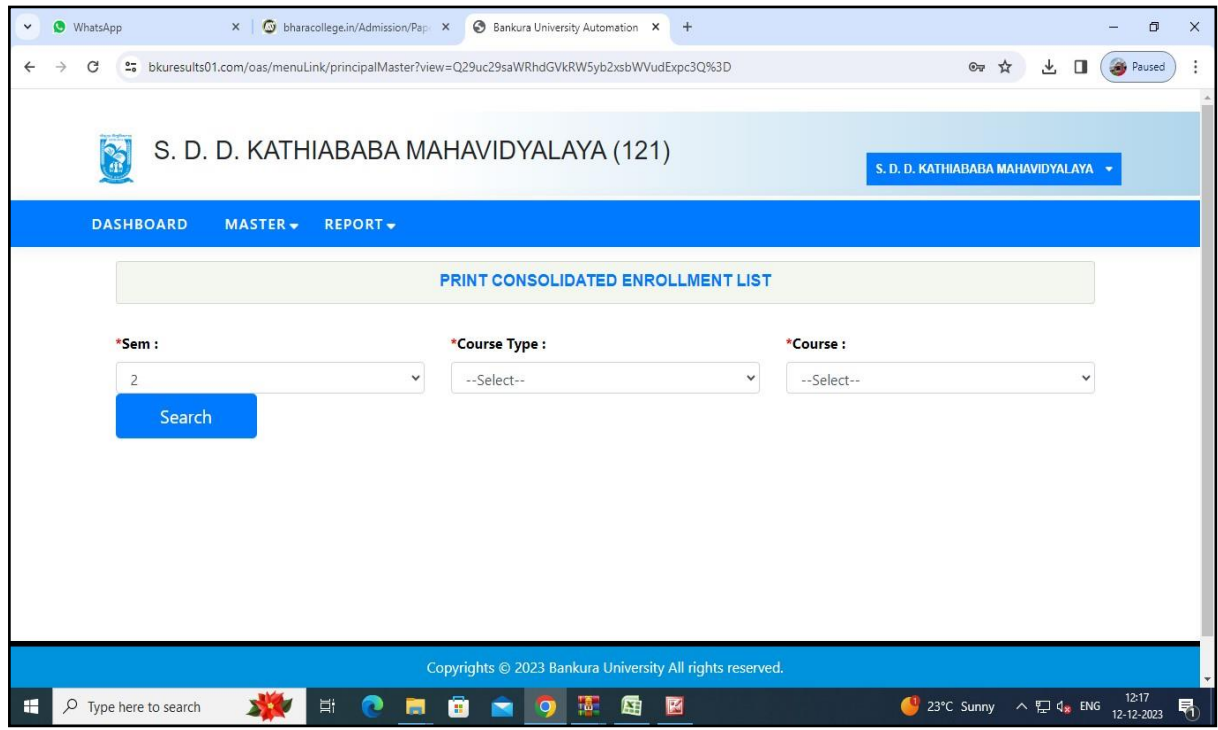 WhatsApp
bharacollege.in/Admission/Pap
Bankura University Automation
bkuresults01.com/oas/menuLink/principalMaster?view=Q29uc29saWRhdGVkRW5yb2xsbWVudExpc3Q%3D
Paused
S. D. D. KATHIABABA MAHAVIDYALAYA (121)
S. D. D. KATHIABABA MAHAVIDYALAYA
DASHBOARD MASTER REPORT
PRINT CONSOLIDATED ENROLLMENT LIST
*Sem : *Course Type : *Course :
2 --Select-- --Select--
Search
Copyrights © 2023 Bankura University All rights reserved.
Type here to search
23°C Sunny
ENG
12:17
12-12-2023
1